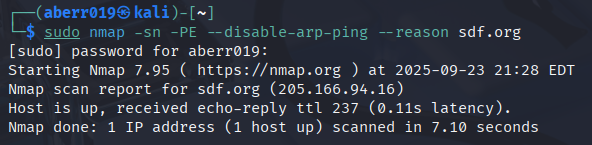 ┌──(aberr019㉿kali)-[~]
└─$ sudo nmap -sn -PE --disable-arp-ping --reason sdf.org
[sudo] password for aberr019:
Starting Nmap 7.95 ( https://nmap.org ) at 2025-09-23 21:28 EDT
Nmap scan report for sdf.org (205.166.94.16)
Host is up, received echo-reply ttl 237 (0.11s latency).
Nmap done: 1 IP address (1 host up) scanned in 7.10 seconds